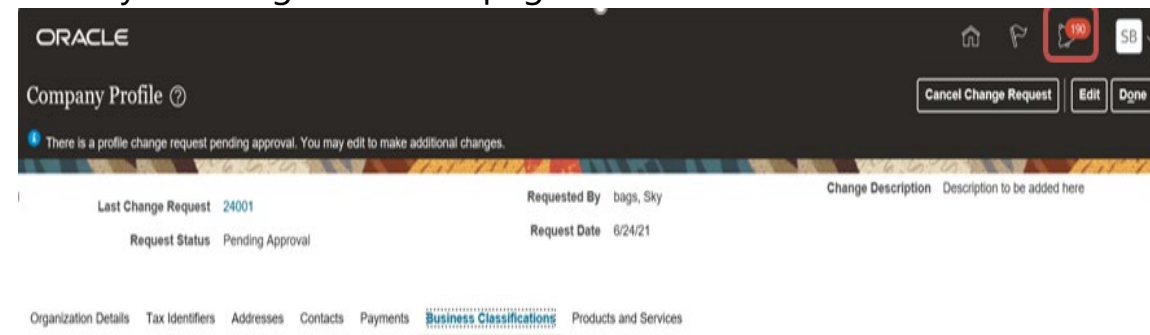 ORACLE
190
SB
Company Profile ?
Cancel Change Request
Edit
Done
There is a profile change request pending approval. You may edit to make additional changes.
Last Change Request 24001
Requested By bags, Sky
Change Description Description to be added here
Request Status Pending Approval
Request Date 6/24/21
Organization Details Tax Identifiers Addresses Contacts Payments Business Classifications Products and Services